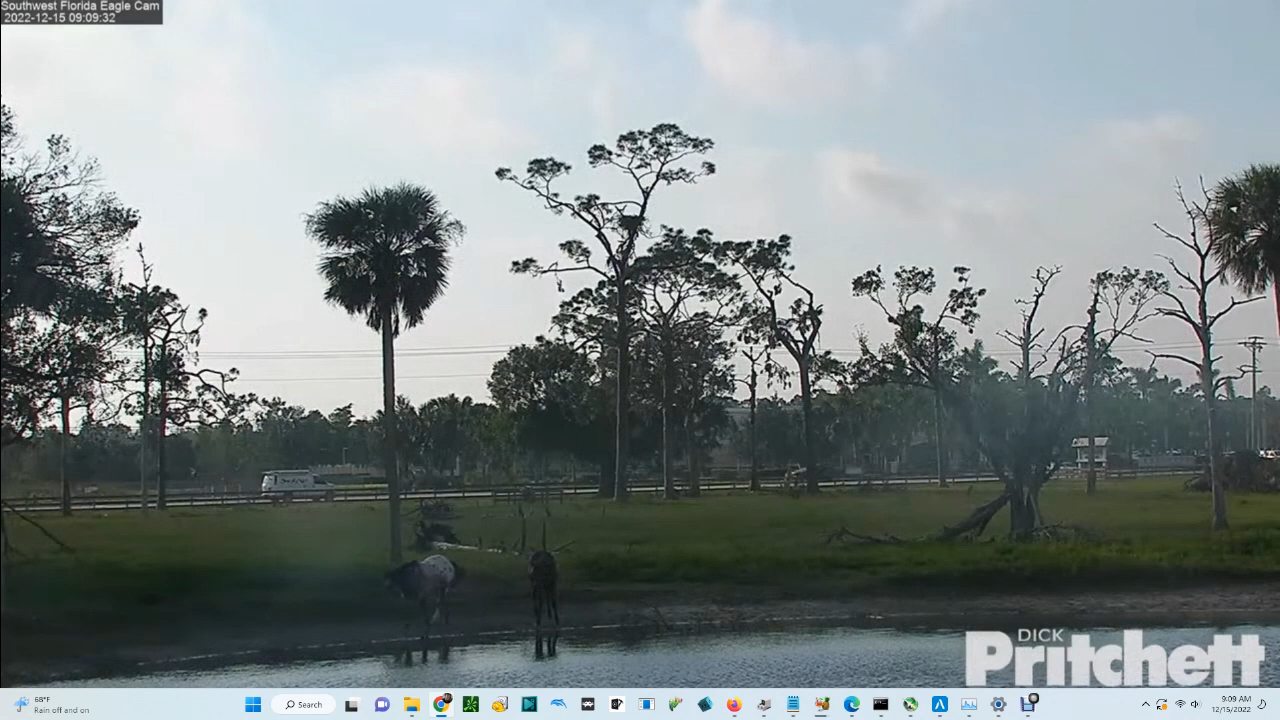 Southwest Florida Eagle Cam
2022-12-15 09:09:32
DICK
Pritchett
68°F
Rain off and on
Search
9:09 AM
12/15/2022